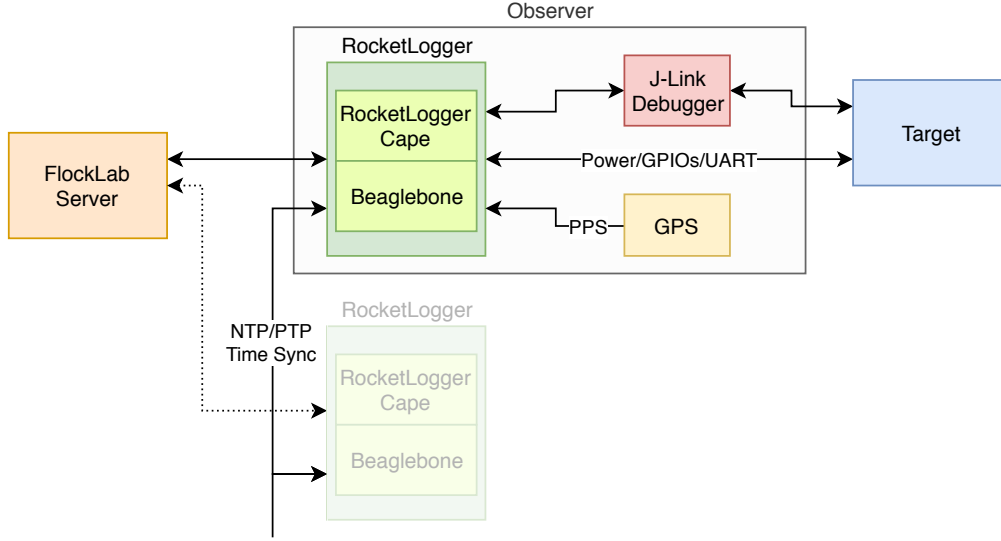 Observer
RocketLogger
RocketLogger
Cape
Beaglebone
J-Link
Debugger
Target
FlockLab
Server
Power/GPIOs/UART
PPS
GPS
NTP/PTP
Time Sync
RocketLogger
RocketLogger
Cape
Beaglebone